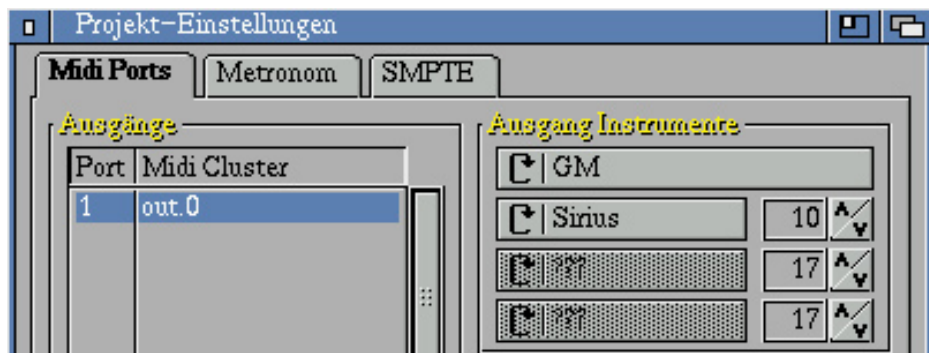 Projekt-Einstellungen
Midi Ports Metronom SMPTE
Ausgänge
Port Midi Cluster
1 out.0
Ausgang Instrumente
GM
Sirius 10
??? 17
??? 17